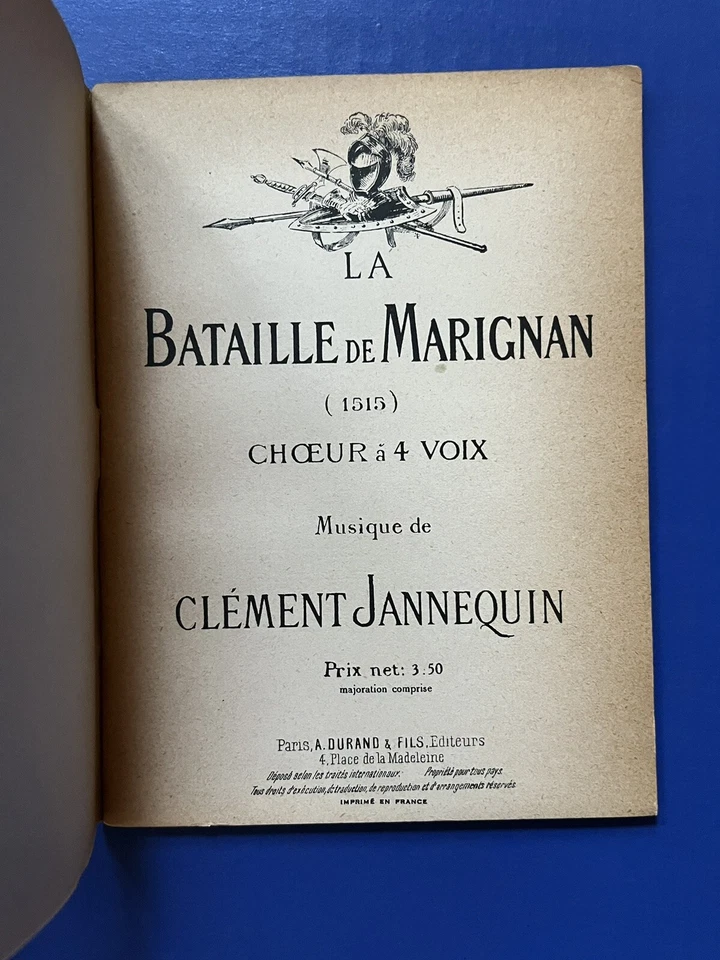 LA
BATAILLE DE MARIGNAN
(1515)
CHŒUR à 4 VOIX
Musique de
CLÉMENT JANNEQUIN
Prix net: 3.50
majoration comprise
Paris, A. DURAND & FILS, Editeurs
4, Place de la Madeleine
Déposé selon les traités internationaux. Propriété pour tous pays.
Tous droits d'exécution, de traduction, de reproduction et d'arrangements réservés
IMPRIMÉ EN FRANCE